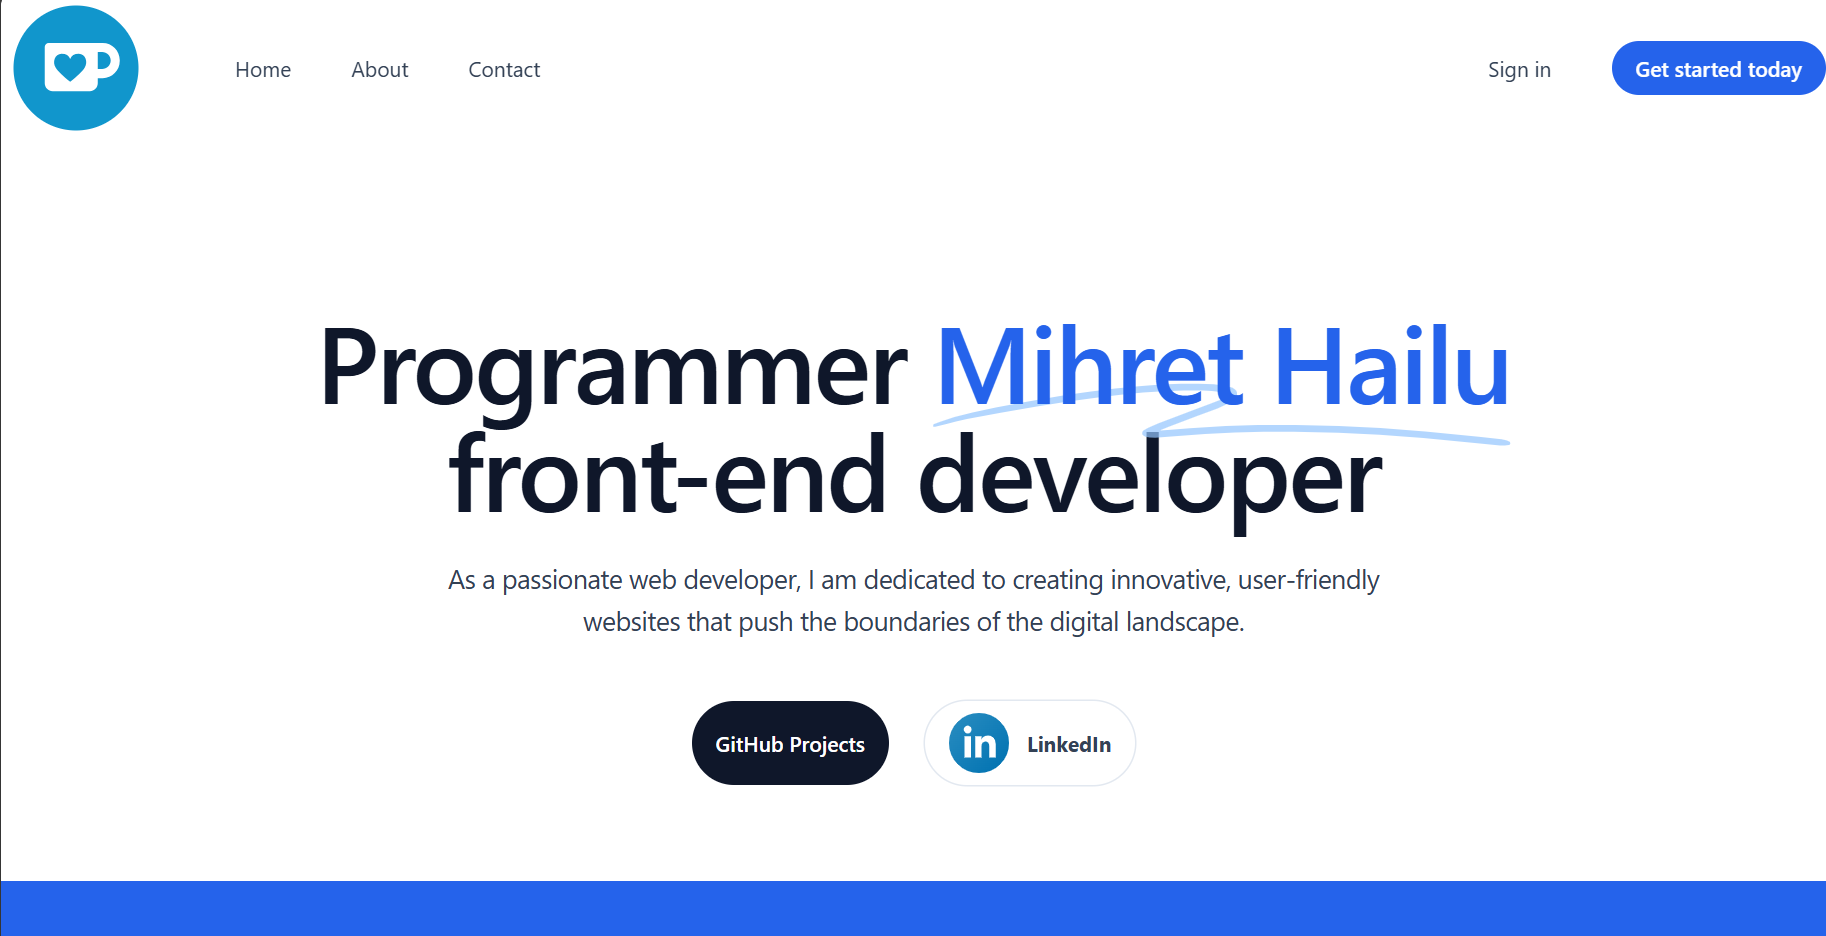 Home About Contact Sign in Get started today
Programmer Mihret Hailu
front-end developer
As a passionate web developer, I am dedicated to creating innovative, user-friendly
websites that push the boundaries of the digital landscape.
GitHub Projects in LinkedIn